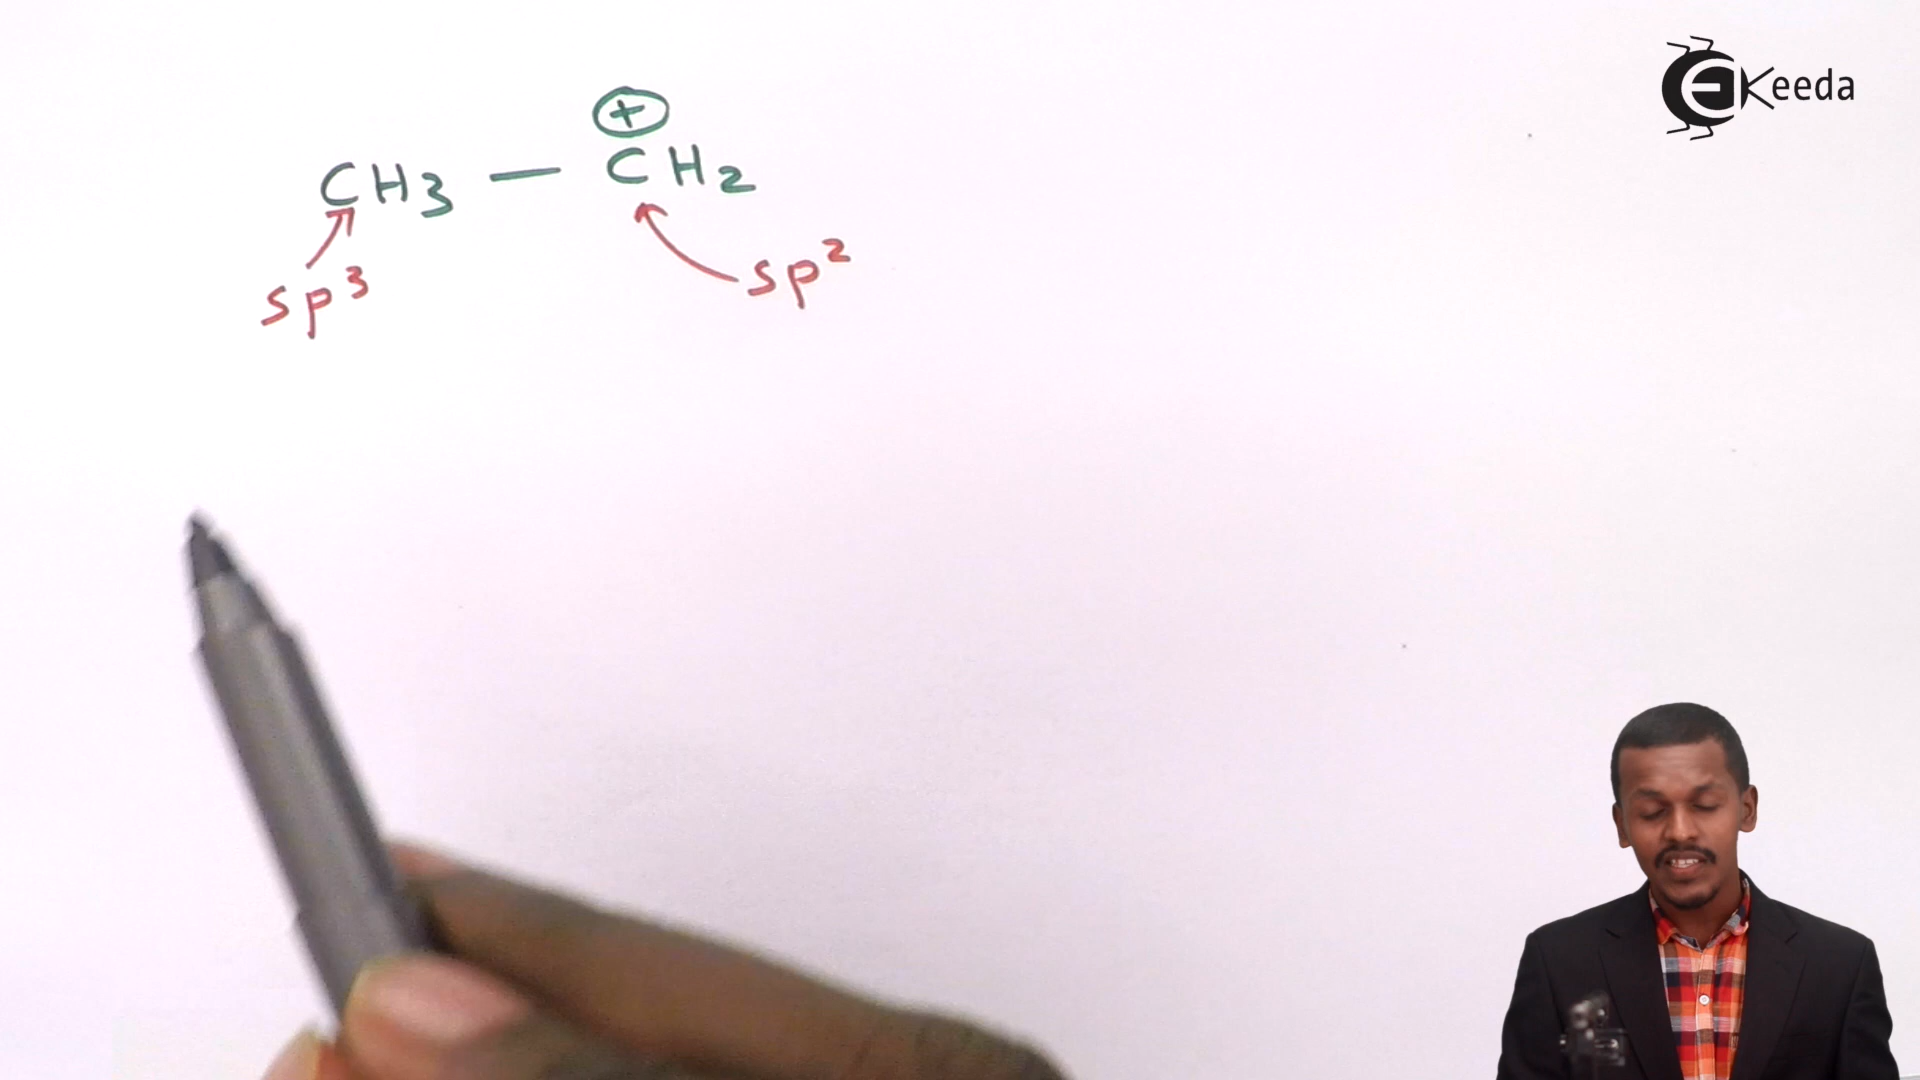 Keeda
⊕
CH3 — CH2
sp²
sp³